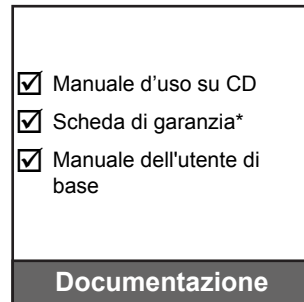 Manuale d’uso su CD
Scheda di garanzia*
Manuale dell'utente di
base
Documentazione